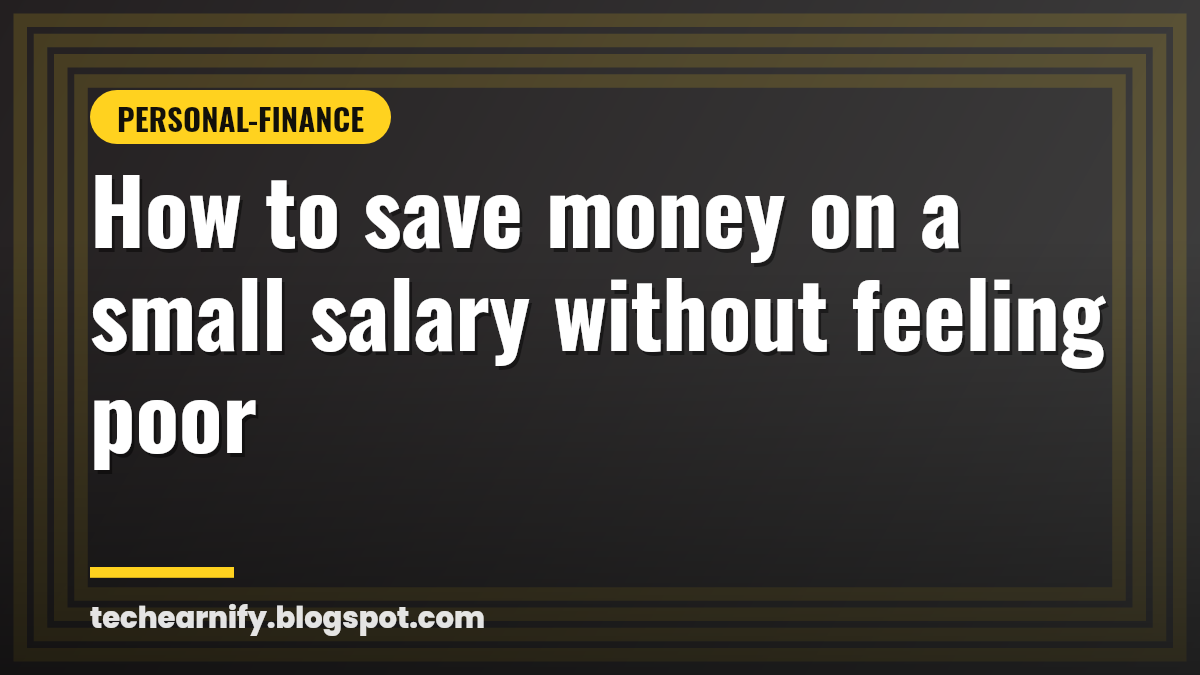 PERSONAL-FINANCE
How to save money on a
small salary without feeling
poor
techearnify.blogspot.com